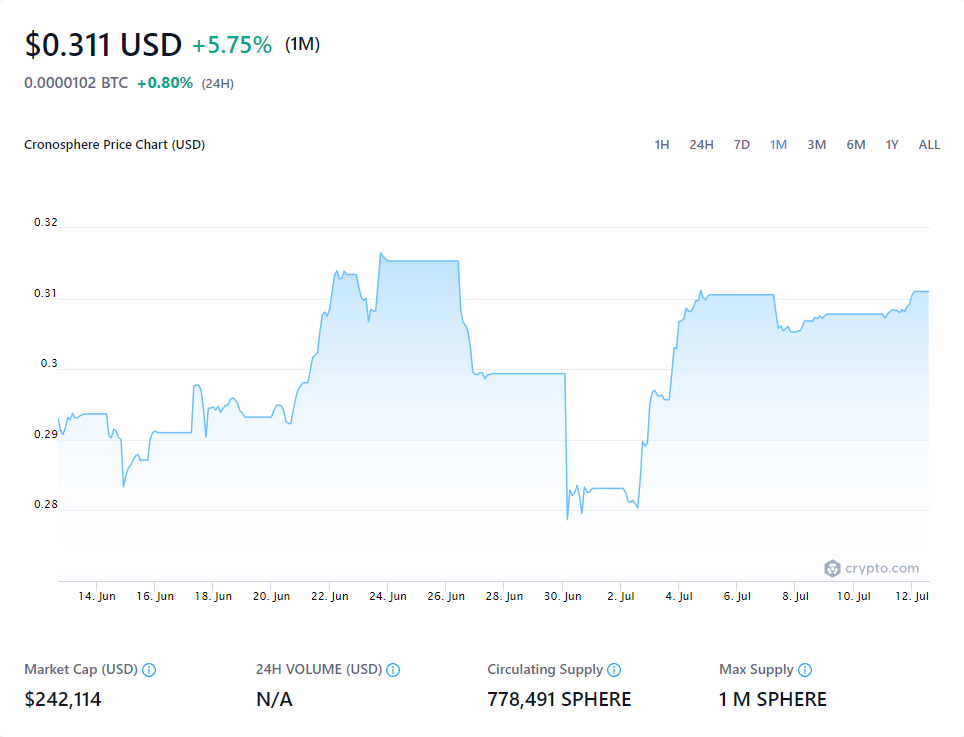 $0.311 USD +5.75% (1M)
0.0000102 BTC +0.80% (24H)
Cronosphere Price Chart (USD)
1H 24H 7D 1M 3M 6M 1Y ALL
0.32
0.31
0.3
0.29
0.28
crypto.com
14. Jun 16. Jun 18. Jun 20. Jun 22. Jun 24. Jun 26. Jun 28. Jun 30. Jun 2. Jul 4. Jul 6. Jul 8. Jul 10. Jul 12. Jul
Market Cap (USD) 24H VOLUME (USD) Circulating Supply Max Supply
$242,114 N/A 778,491 SPHERE 1 M SPHERE